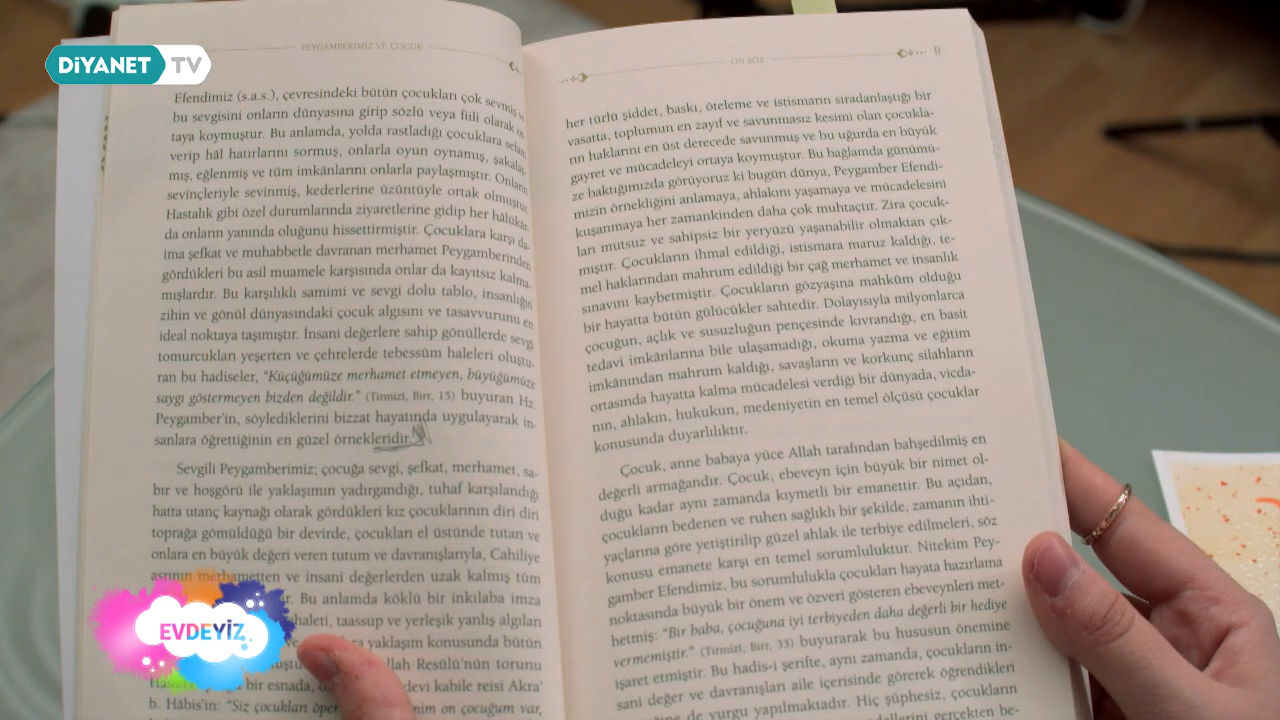 DİYANET TV
PEYGAMBERİMİZ VE ÇOCUK
Efendimiz (s.a.s.), çevresindeki bütün çocukları çok sevmiş
bu sevgisini onların dünyasına girip sözlü veya fiili olarak
taya koymuştur. Bu anlamda, yolda rastladığı çocuklara selam
verip hâl hatırlarını sormuş, onlarla oyun oynamış, şakalaş-
mış, eğlenmiş ve tüm imkânlarını onlarla paylaşmıştır. Onların
sevinçleriyle sevinmiş, kederlerine üzüntüyle ortak olmuştur.
Hastalık gibi özel durumlarında ziyaretlerine gidip her hâlükâr-
da onların yanında oluğunu hissettirmiştir. Çocuklara karşı da-
ima şefkat ve muhabbetle davranan merhamet Peygamberinden
gördükleri bu asil muamele karşısında onlar da kayıtsız kalma-
mışlardır. Bu karşılıklı samimi ve sevgi dolu tablo, insanlığın
zihin ve gönül dünyasındaki çocuk algısını ve tasavvurunu en
ideal noktaya taşımıştır. İnsani değerlere sahip gönüllerde sevgi
tomurcukları yeşerten ve çehrelerde tebessüm haleleri oluştu-
ran bu hadiseler, "Küçüğümüze merhamet etmeyen, büyüğümüze
saygı göstermeyen bizden değildir." (Tirmizi, Birr, 15) buyuran Hz.
Peygamber'in, söylediklerini bizzat hayatında uygulayarak in-
sanlara öğrettiğinin en güzel örnekleridir.
Sevgili Peygamberimiz; çocuğa sevgi, şefkat, merhamet, sa-
bır ve hoşgörü ile yaklaşımın yadırgandığı, tuhaf karşılandığı
hatta utanç kaynağı olarak gördükleri kız çocuklarının diri diri
toprağa gömüldüğü bir devirde, çocukları el üstünde tutan ve
onlara en büyük değeri veren tutum ve davranışlarıyla, Cahiliye
asrının merhametten ve insani değerlerden uzak kalmış tüm
Bu anlamda köklü bir inkılaba imza
taassup ve yerleşik yanlış algıları
yaklaşım konusunda bütün
Resûlü'nün torunu
bir esnada, kabile reisi Akra'
b. Hâbis'in: "Siz çocukları on çocuğum var,
EVDEYİZ
ÖN SÖZ 9
her türlü şiddet, baskı, öteleme ve istismarın sıradanlaştığı bir
vasatta, toplumun en zayıf ve savunmasız kesimi olan çocukla-
rın haklarını en üst derecede savunmuş ve bu uğurda en büyük
gayret ve mücadeleyi ortaya koymuştur. Bu bağlamda günümü-
ze baktığımızda görüyoruz ki bugün dünya, Peygamber Efendi-
mizin örnekliğini anlamaya, ahlakını yaşamaya ve mücadelesini
kuşanmaya her zamankinden daha çok muhtaçtır. Zira çocuk-
ları mutsuz ve sahipsiz bir yeryüzü yaşanabilir olmaktan çık-
mıştır. Çocukların ihmal edildiği, istismara maruz kaldığı, te-
mel haklarından mahrum edildiği bir çağ merhamet ve insanlık
sınavını kaybetmiştir. Çocukların gözyaşına mahkûm olduğu
bir hayatta bütün gülücükler sahtedir. Dolayısıyla milyonlarca
çocuğun, açlık ve susuzluğun pençesinde kıvrandığı, en basit
tedavi imkânlarına bile ulaşamadığı, okuma yazma ve eğitim
imkânından mahrum kaldığı, savaşların ve korkunç silahların
ortasında hayatta kalma mücadelesi verdiği bir dünyada, vicda-
nın, ahlakın, hukukun, medeniyetin en temel ölçüsü çocuklar
konusunda duyarlılıktır.
Çocuk, anne babaya yüce Allah tarafından bahşedilmiş en
değerli armağandır. Çocuk, ebeveyn için büyük bir nimet ol-
duğu kadar aynı zamanda kıymetli bir emanettir. Bu açıdan,
çocukların bedenen ve ruhen sağlıklı bir şekilde, zamanın ihti-
yaçlarına göre yetiştirilip güzel ahlak ile terbiye edilmeleri, söz
konusu emanete karşı en temel sorumluluktur. Nitekim Pey-
gamber Efendimiz, bu sorumlulukla çocukları hayata hazırlama
noktasında büyük bir önem ve özveri gösteren ebeveynleri met-
hetmiş: "Bir baba, çocuğuna iyi terbiyeden daha değerli bir hediye
vermemiştir." (Tirmizi, Birr, 33) buyurarak bu hususun önemine
işaret etmiştir. Bu hadis-i şerifte, aynı zamanda, çocukların in-
sani değer ve davranışları aile içerisinde görerek öğrendikleri
de vurgu yapılmaktadır. Hiç şüphesiz, çocukların
gerçekten be-